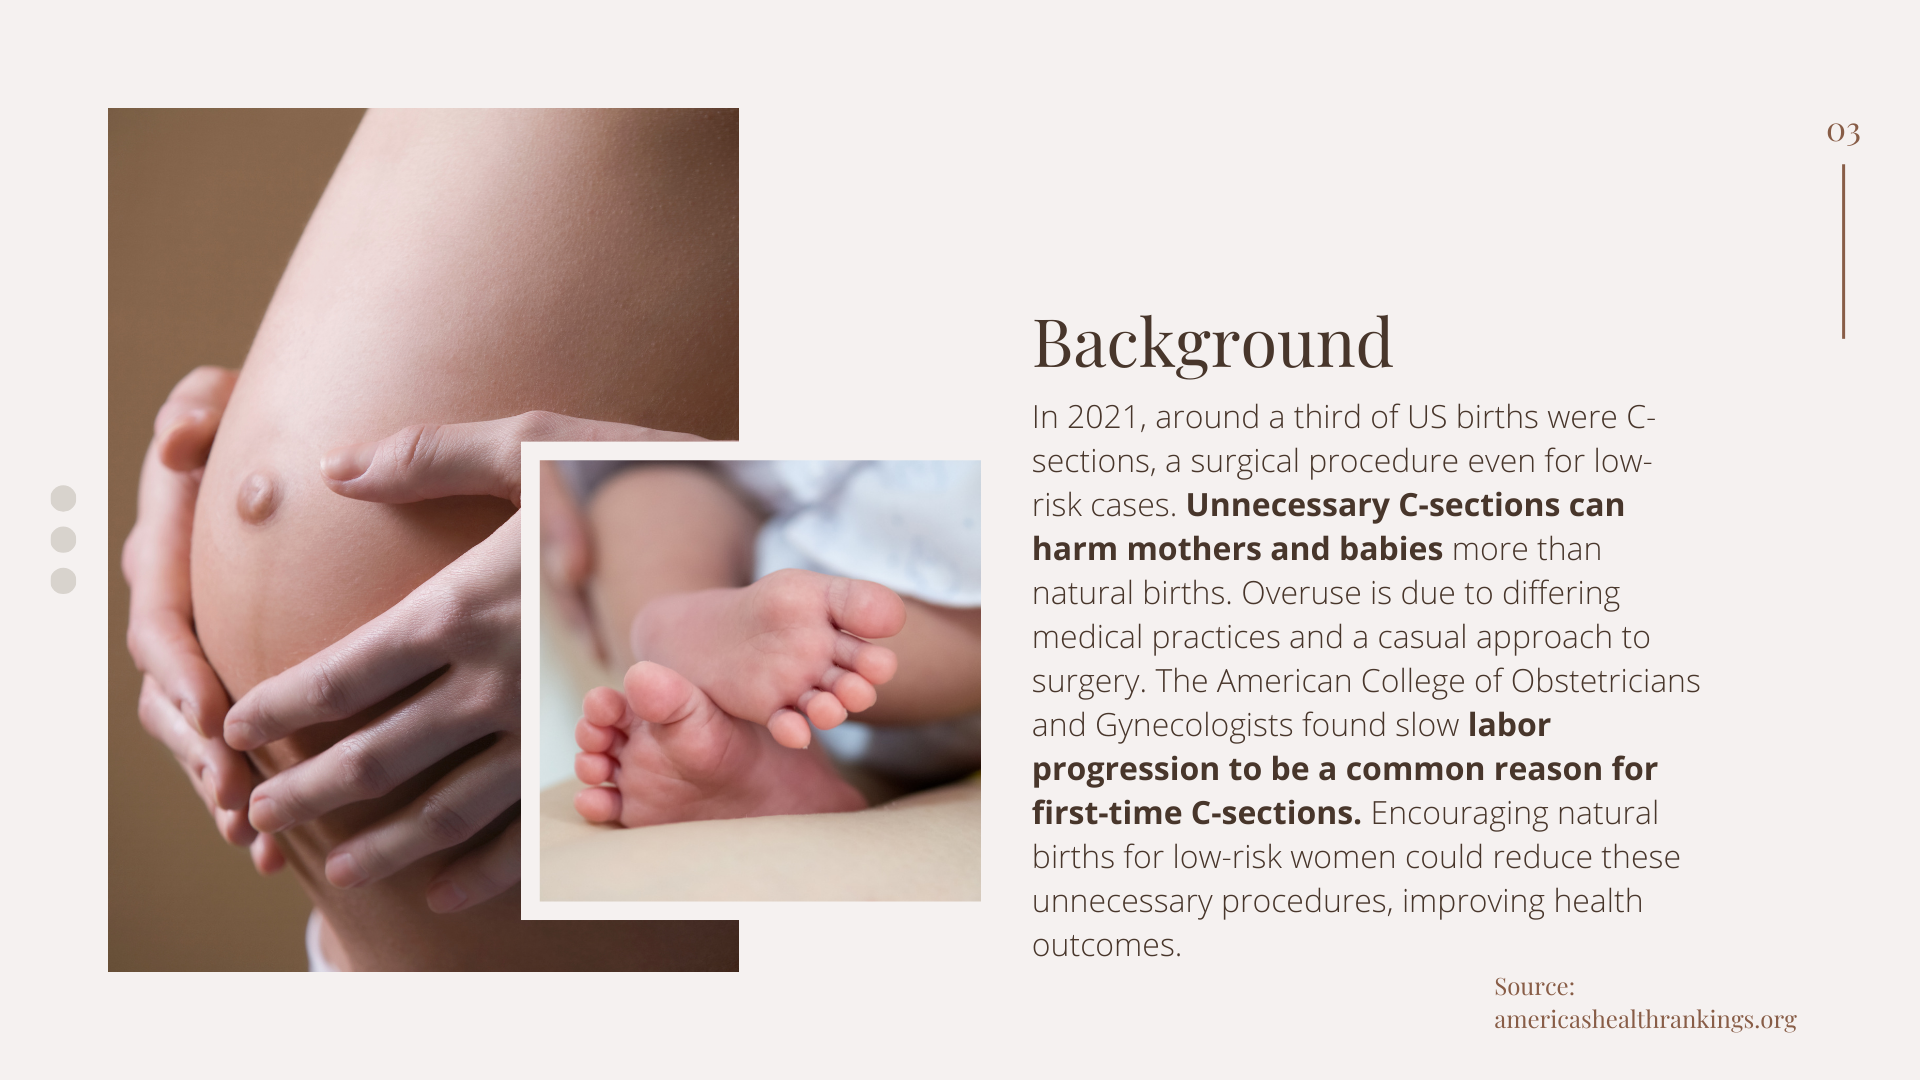 03
Background
In 2021, around a third of US births were C-
sections, a surgical procedure even for low-
risk cases. Unnecessary C-sections can
harm mothers and babies more than
natural births. Overuse is due to differing
medical practices and a casual approach to
surgery. The American College of Obstetricians
and Gynecologists found slow labor
progression to be a common reason for
first-time C-sections. Encouraging natural
births for low-risk women could reduce these
unnecessary procedures, improving health
outcomes.
Source:
americashealthrankings.org